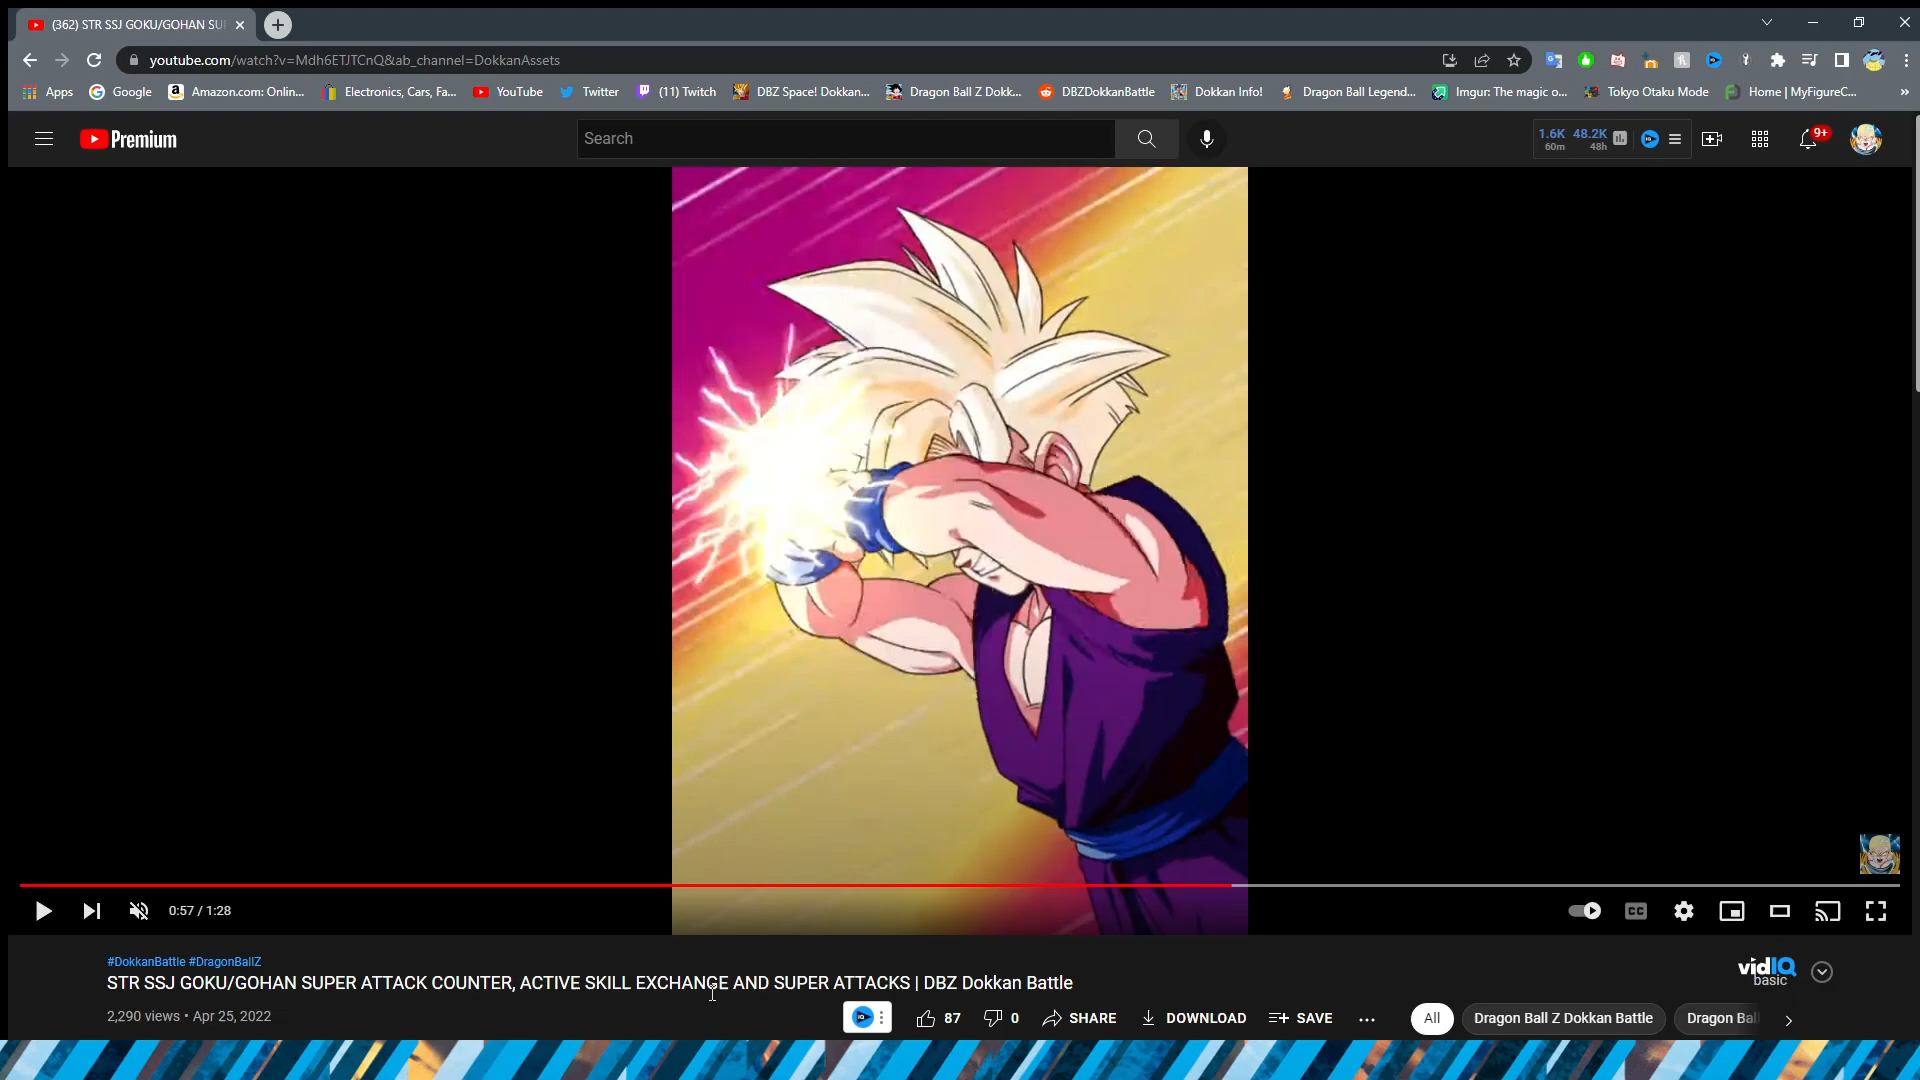 (362) STR SSJ GOKU/GOHAN SU
youtube.com/watch?v=Mdh6ETJTCnQ&ab_channel=DokkanAssets
Apps Google Amazon.com: Onlin... Electronics, Cars, Fa... YouTube Twitter (11) Twitch DBZ Space! Dokkan... Dragon Ball Z Dokk... DBZDokkanBattle Dokkan Info! Dragon Ball Legend... Imgur: The magic o... Tokyo Otaku Mode Home | MyFigureC... »
Premium Search 1.6K 60m 48.2K 48h 9+
CC
0:57 / 1:28
#DokkanBattle #DragonBallZ
STR SSJ GOKU/GOHAN SUPER ATTACK COUNTER, ACTIVE SKILL EXCHANGE AND SUPER ATTACKS | DBZ Dokkan Battle
vidIQ
basic
2,290 views • Apr 25, 2022
87 0 SHARE DOWNLOAD SAVE ... All Dragon Ball Z Dokkan Battle Dragon Bal